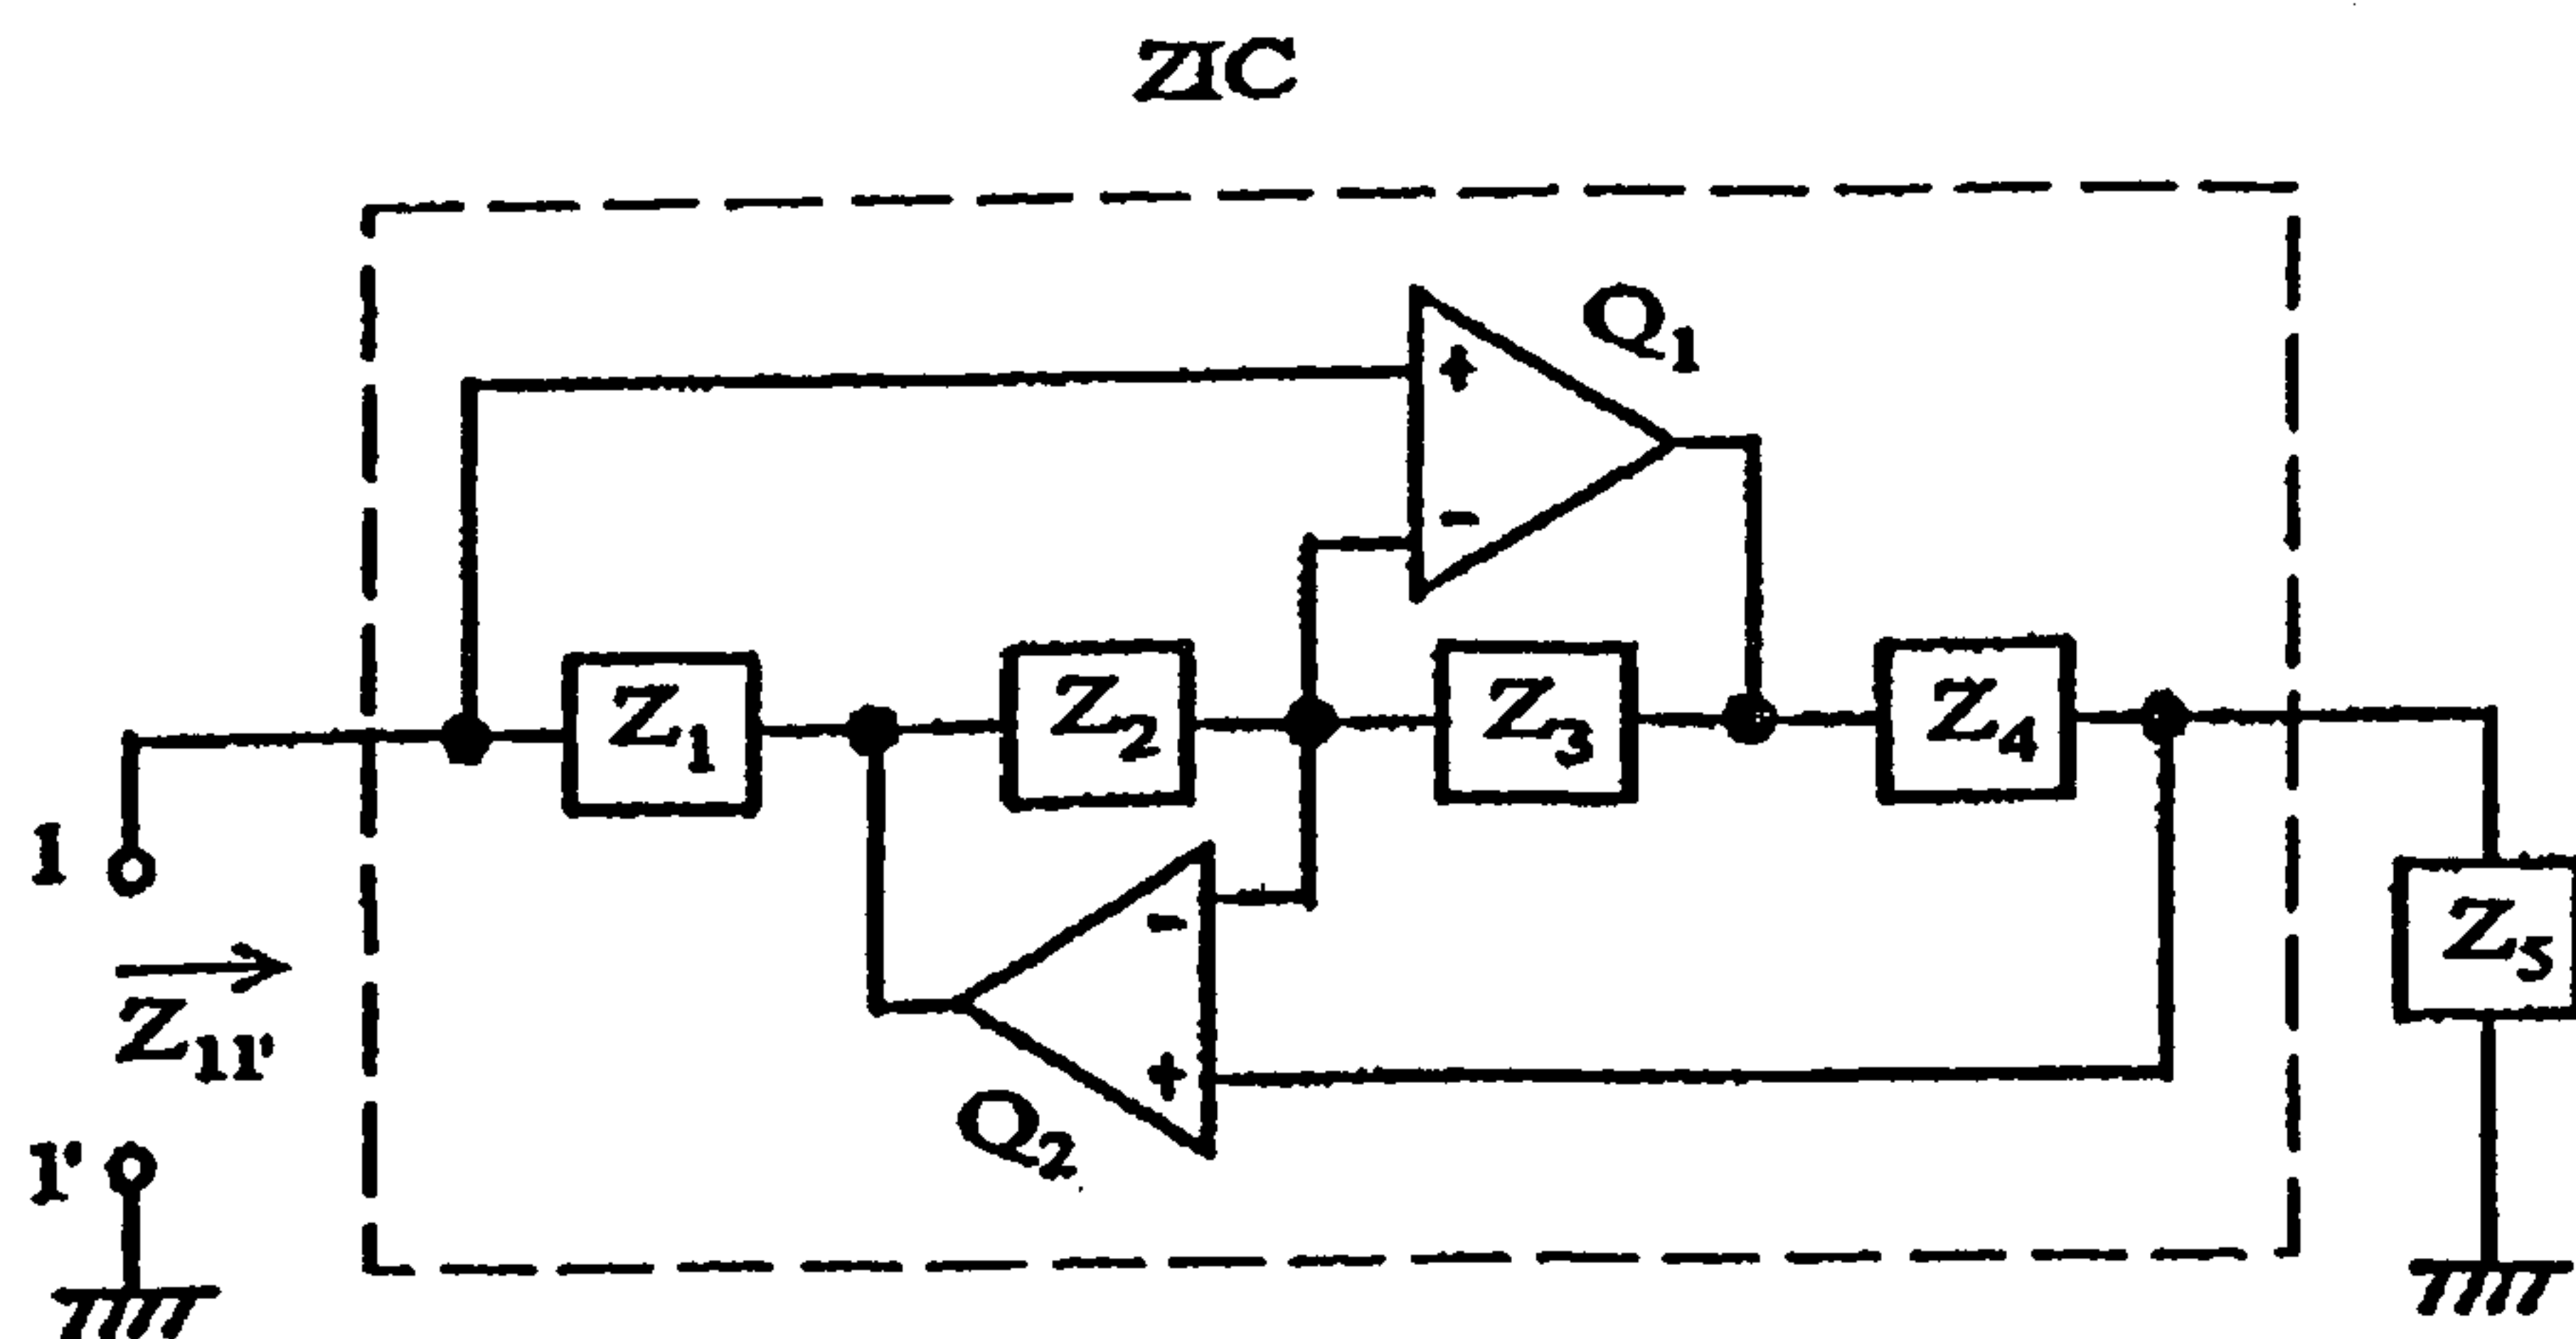 ZIC
Q₁
+
-
Z₁
Z₂
Z₃
Z₄
1
Z₅
-
Z₁₁'
+
Q₂
1'